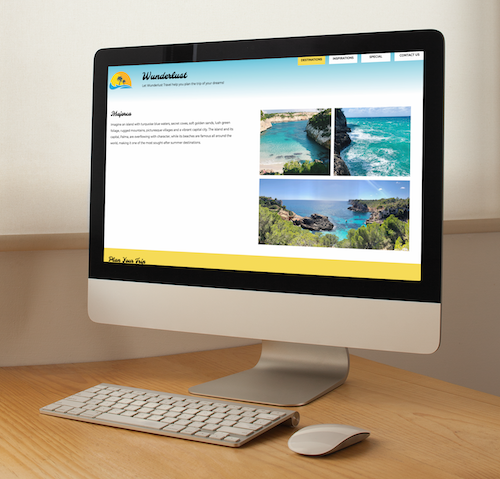 DESTINATIONS
INSPIRATIONS
SPECIAL
CONTACT US
Wunderlust
Let Wunderlust Travel help you plan the trip of your dreams!
Majorca
Imagine an island with turquoise blue waters, secret coves, soft golden sands, lush green
foliage, rugged mountains, picturesque villages and a vibrant capital city. The island and its
capital, Palma, are overflowing with character, while its beaches are famous all around the
world, making it one of the most sought-after summer destinations.
Plan Your Trip